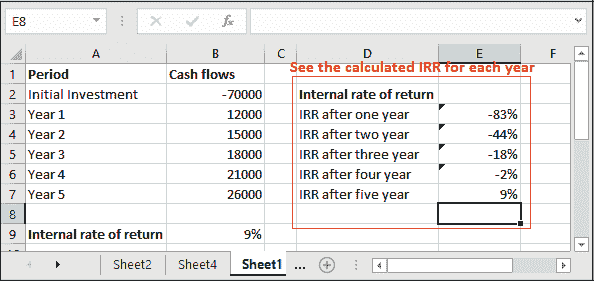 E8
fx
A B C D E F
See the calculated IRR for each year
1 Period Cash flows
2 Initial Investment -70000 Internal rate of return
3 Year 1 12000 IRR after one year -83%
4 Year 2 15000 IRR after two year -44%
5 Year 3 18000 IRR after three year -18%
6 Year 4 21000 IRR after four year -2%
7 Year 5 26000 IRR after five year 9%
8
9 Internal rate of return 9%
Sheet2 Sheet4 Sheet1 ...